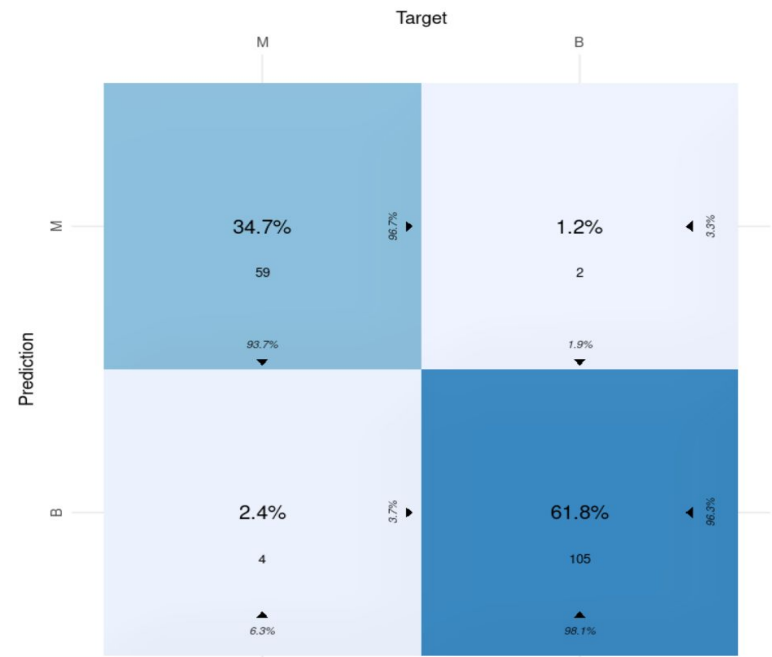 Target
M
B
M
34.7%
59
93.7%
96.7%
1.2%
2
1.9%
3.3%
Prediction
B
2.4%
4
6.3%
3.7%
61.8%
105
98.1%
96.3%